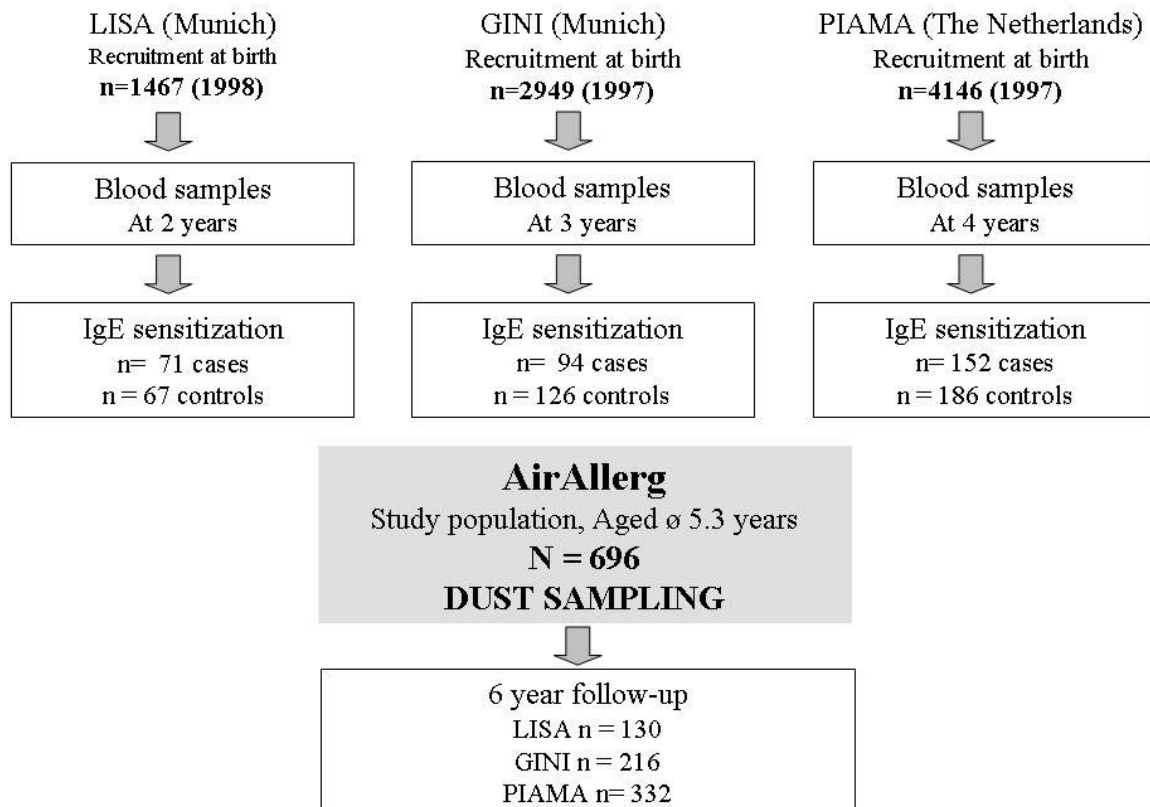 LISA (Munich)
Recruitment at birth
n=1467 (1998)
GINI (Munich)
Recruitment at birth
n=2949 (1997)
PIAMA (The Netherlands)
Recruitment at birth
n=4146 (1997)
Blood samples
At 2 years
Blood samples
At 3 years
Blood samples
At 4 years
IgE sensitization
n= 71 cases
n = 67 controls
IgE sensitization
n= 94 cases
n = 126 controls
IgE sensitization
n= 152 cases
n = 186 controls
AirAllerg
Study population, Aged ø 5.3 years
N = 696
DUST SAMPLING
6 year follow-up
LISA n = 130
GINI n = 216
PIAMA n= 332